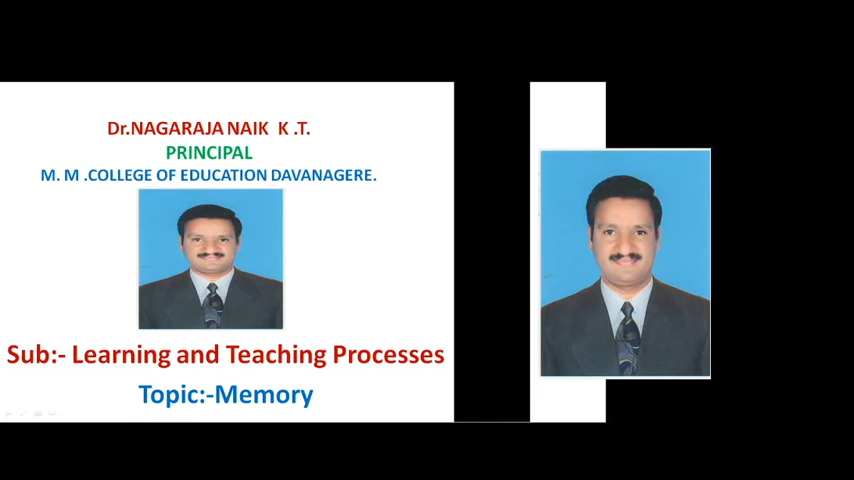 Dr.NAGARAJA NAIK K .T.
PRINCIPAL
M. M .COLLEGE OF EDUCATION DAVANAGERE.
Sub:- Learning and Teaching Processes
Topic:-Memory